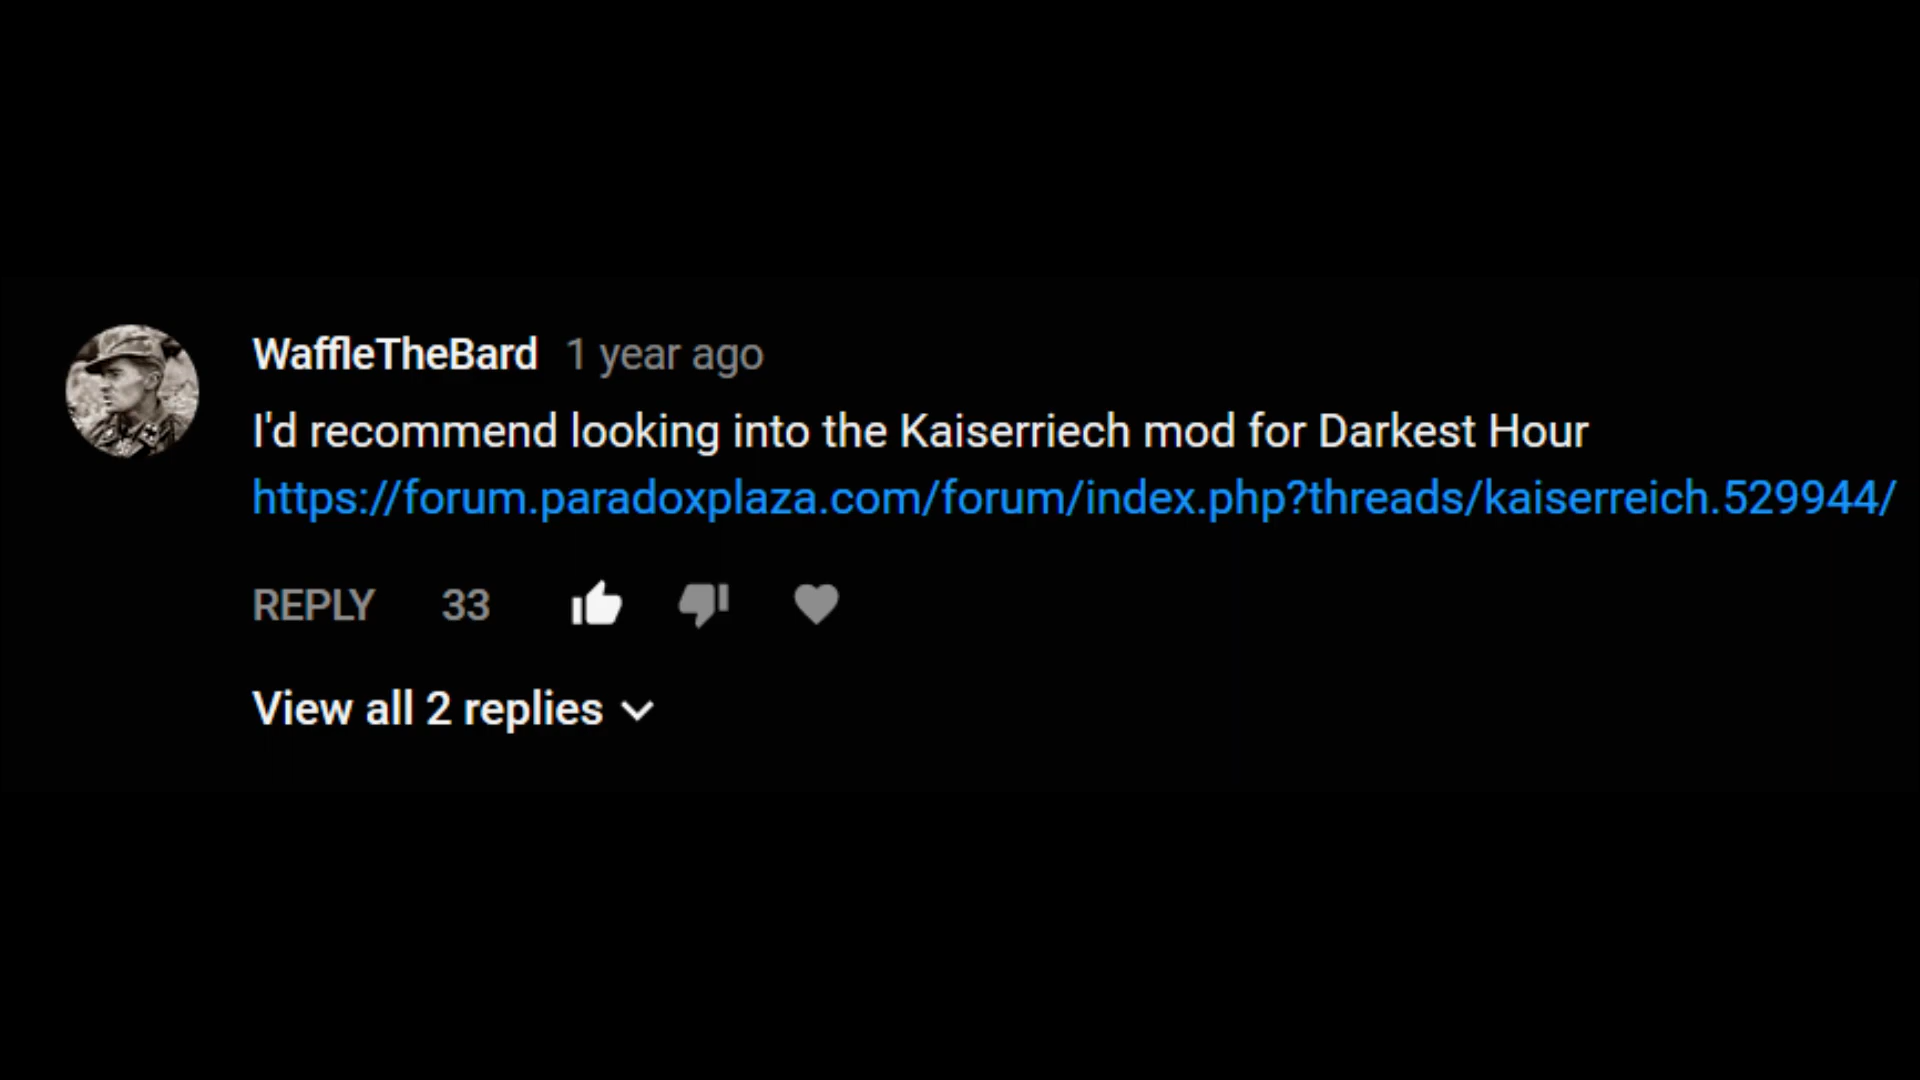 WaffleTheBard 1 year ago
I'd recommend looking into the Kaiserriech mod for Darkest Hour
https://forum.paradoxplaza.com/forum/index.php?threads/kaiserreich.529944/
REPLY 33
View all 2 replies